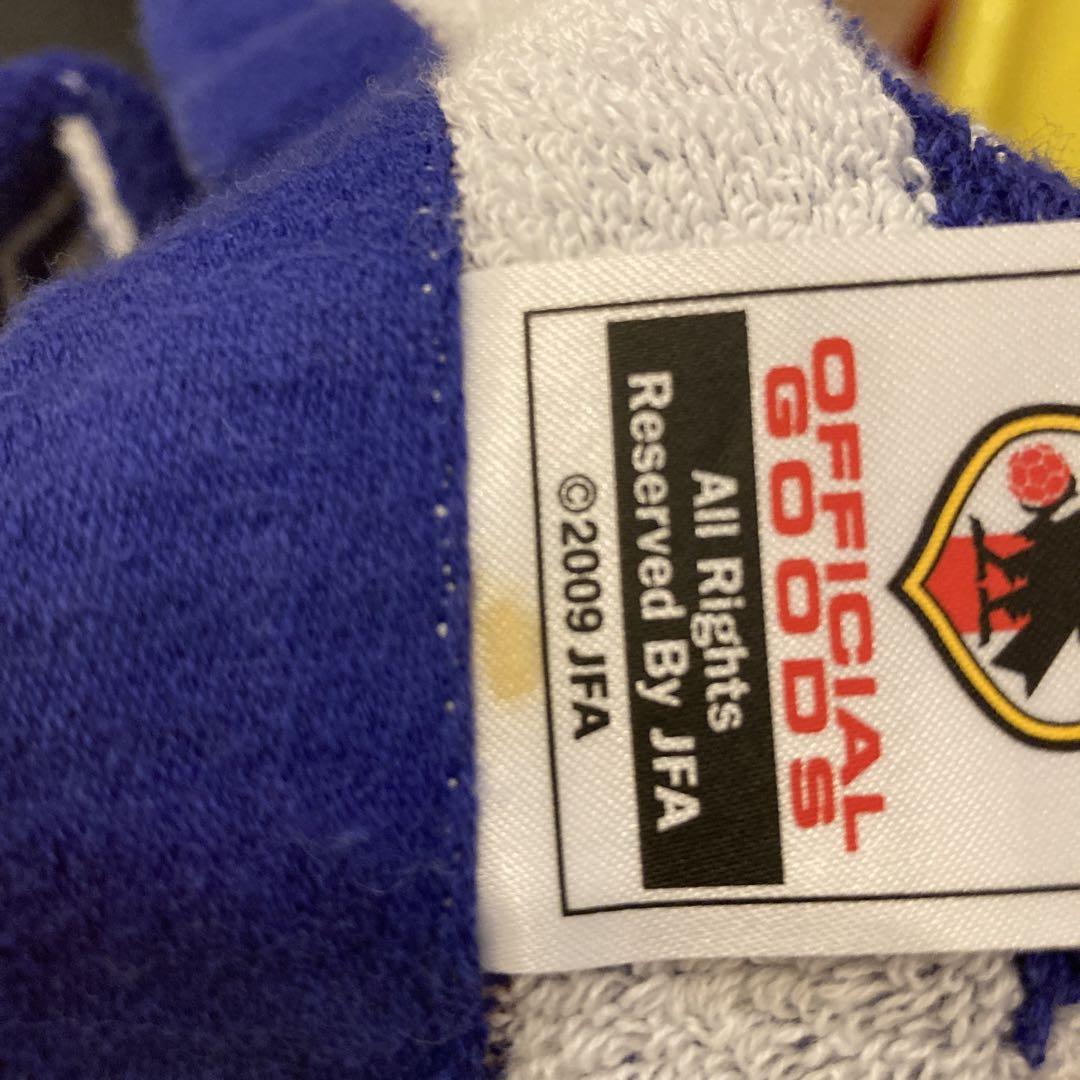 OFFICIAL
GOODS
All Rights
Reserved By JFA
©2009 JFA